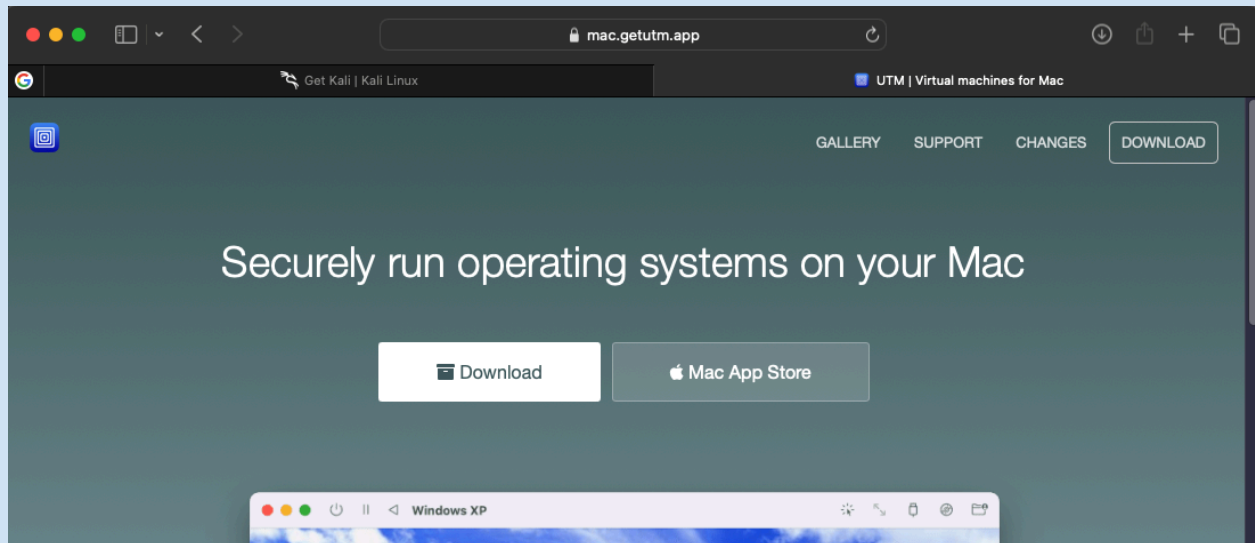 mac.getutm.app
Get Kali | Kali Linux
UTM | Virtual machines for Mac
GALLERY SUPPORT CHANGES DOWNLOAD
Securely run operating systems on your Mac
Download Mac App Store
Windows XP